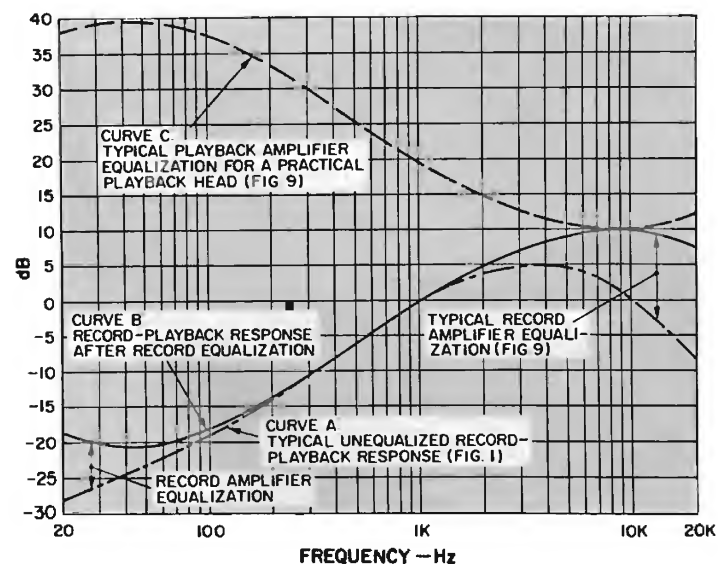 40
35
30
25
20
15
10
5
0
-5
-10
-15
-20
-25
-30
dB
CURVE C
TYPICAL PLAYBACK AMPLIFIER
EQUALIZATION FOR A PRACTICAL
PLAYBACK HEAD (FIG 9)
CURVE B
RECORD-PLAYBACK RESPONSE
AFTER RECORD EQUALIZATION
TYPICAL RECORD
AMPLIFIER EQUALI-
ZATION (FIG 9)
CURVE A
TYPICAL UNEQUALIZED RECORD-
PLAYBACK RESPONSE (FIG. 1)
RECORD AMPLIFIER
EQUALIZATION
20 100 1K 10K 20K
FREQUENCY—Hz